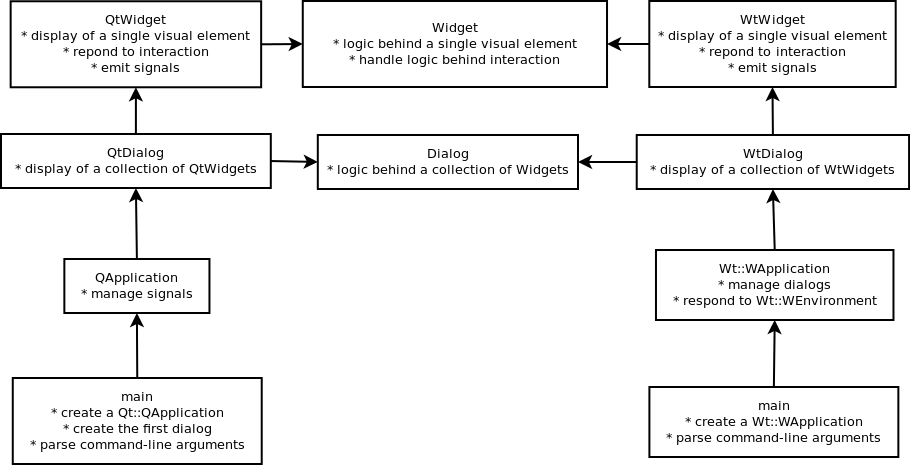 QtWidget
* display of a single visual element
* repond to interaction
* emit signals
Widget
* logic behind a single visual element
* handle logic behind interaction
WtWidget
* display of a single visual element
* repond to interaction
* emit signals
QtDialog
* display of a collection of QtWidgets
Dialog
* logic behind a collection of Widgets
WtDialog
* display of a collection of WtWidgets
QApplication
* manage signals
Wt::WApplication
* manage dialogs
* respond to Wt::WEnvironment
main
* create a Qt::QApplication
* create the first dialog
* parse command-line arguments
main
* create a Wt::WApplication
* parse command-line arguments